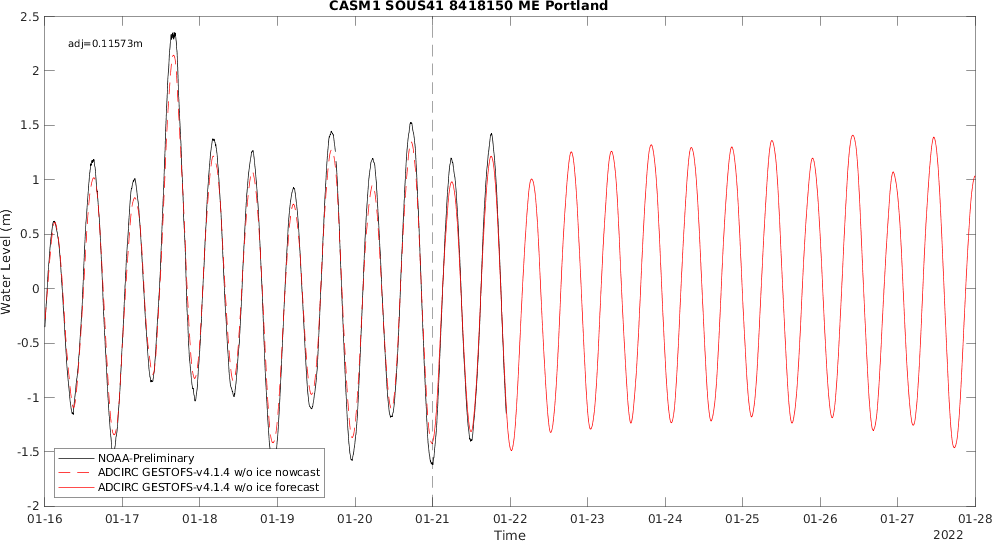 CASM1 SOUS41 8418150 ME Portland
adj=0.11573m
2.5
2
1.5
1
0.5
0
-0.5
-1
-1.5
-2
Water Level (m)
NOAA-Preliminary
ADCIRC GESTOFS-v4.1.4 w/o ice nowcast
ADCIRC GESTOFS-v4.1.4 w/o ice forecast
01-16 01-17 01-18 01-19 01-20 01-21 01-22 01-23 01-24 01-25 01-26 01-27 01-28
Time
2022